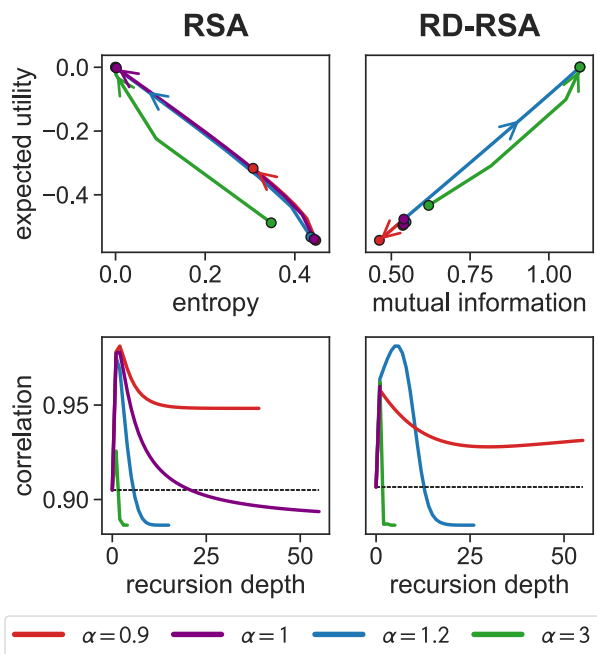 RSA
RD-RSA
expected utility
0.0
−0.2
−0.4
0.0
0.2
0.4
entropy
0.50
0.75
1.00
mutual information
correlation
0.95
0.90
0
25
50
recursion depth
0
25
50
recursion depth
α=0.9
α=1
α=1.2
α=3